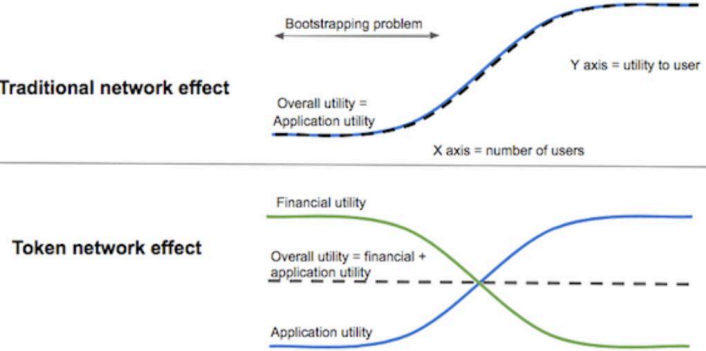 Bootstrapping problem
Y axis = utility to user
Traditional network effect
Overall utility =
Application utility
X axis = number of users
Financial utility
Token network effect
Overall utility = financial +
application utility
Application utility